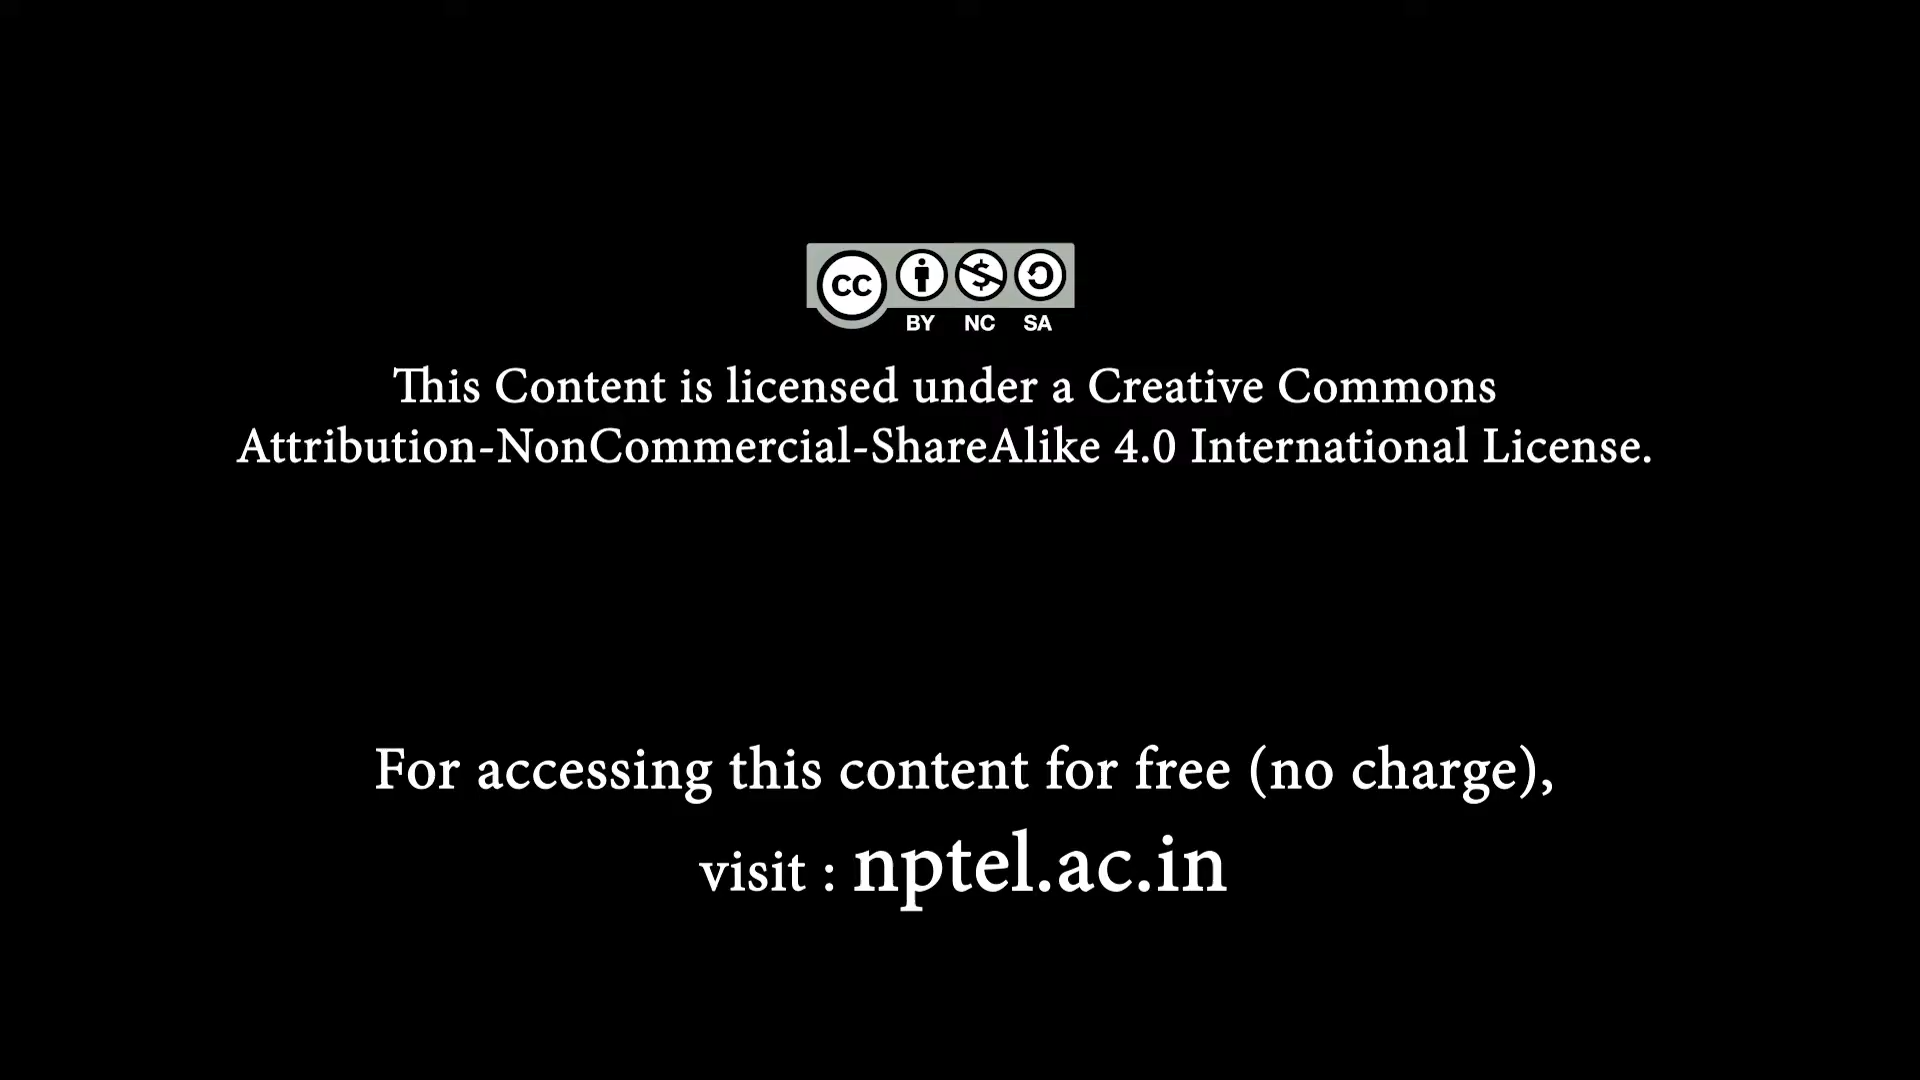 cc
BY NC SA
This Content is licensed under a Creative Commons
Attribution-NonCommercial-ShareAlike 4.0 International License.
For accessing this content for free (no charge),
visit : nptel.ac.in